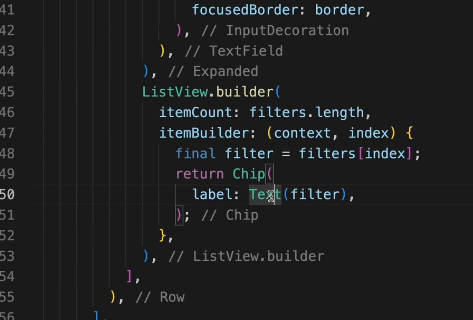 41 focusedBorder: border,
42 ), // InputDecoration
43 ), // TextField
44 ), // Expanded
45 ListView.builder(
46 itemCount: filters.length,
47 itemBuilder: (context, index) {
48 final filter = filters[index];
49 return Chip(
50 label: Text(filter),
51 ); // Chip
52 },
53 ), // ListView.builder
54 ],
55 ), // Row
56 ],